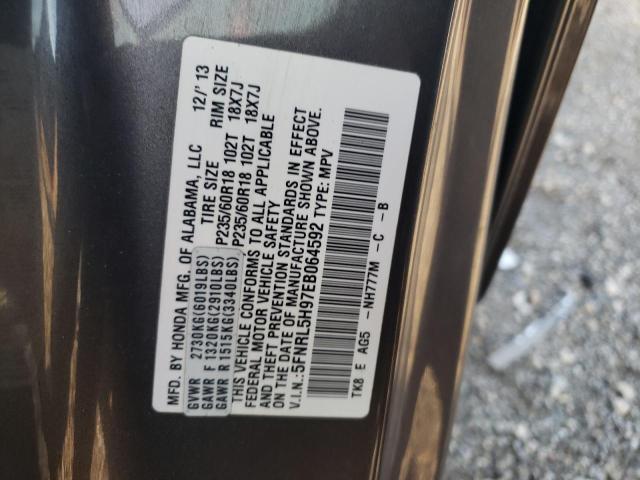 MFD. BY HONDA MFG. OF ALABAMA, LLC 12/'13
GVWR 2730KG(6019LBS) TIRE SIZE RIM SIZE
GAWR F 1320KG(2910LBS) P235/60R18 102T 18X7J
GAWR R 1515KG(3340LBS) P235/60R18 102T 18X7J
THIS VEHICLE CONFORMS TO ALL APPLICABLE
FEDERAL MOTOR VEHICLE SAFETY
AND THEFT PREVENTION STANDARDS IN EFFECT
ON THE DATE OF MANUFACTURE SHOWN ABOVE.
V.I.N.:5FNRL5H97EB064592 TYPE: MPV
TK8 E AG5 -NH777M -C -B